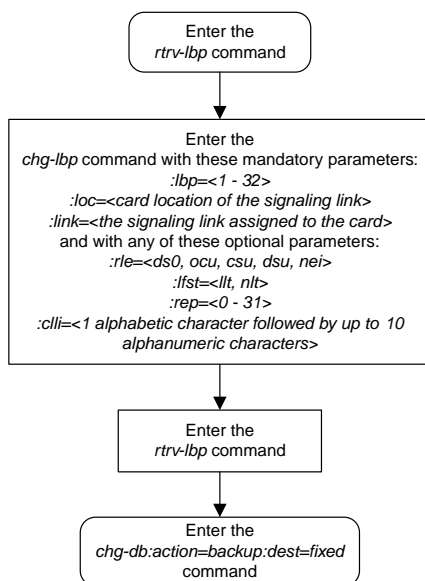 Enter the
rtrv-lbp command
Enter the
chg-lbp command with these mandatory parameters:
:lbp=<1 - 32>
:loc=<card location of the signaling link>
:link=<the signaling link assigned to the card>
and with any of these optional parameters:
:rle=<ds0, ocu, csu, dsu, nei>
:lfst=<llt, nlt>
:rep=<0 - 31>
:clli=<1 alphabetic character followed by up to 10
alphanumeric characters>
Enter the
rtrv-lbp command
Enter the
chg-db:action=backup:dest=fixed
command